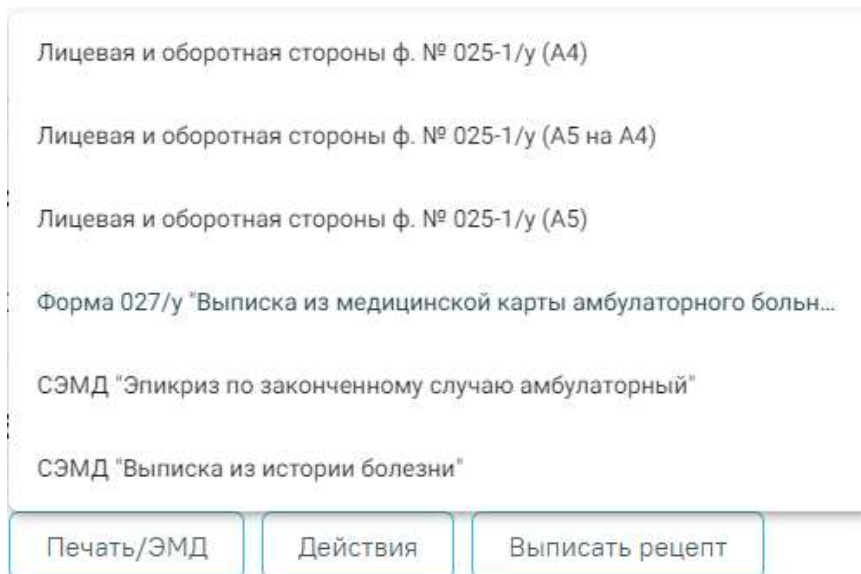 Лицевая и оборотная стороны ф. № 025-1/у (А4)
Лицевая и оборотная стороны ф. № 025-1/у (А5 на А4)
Лицевая и оборотная стороны ф. № 025-1/у (А5)
Форма 027/у "Выписка из медицинской карты амбулаторного больн...
СЭМД "Эпикриз по законченному случаю амбулаторный"
СЭМД "Выписка из истории болезни"
Печать/ЭМД Действия Выписать рецепт